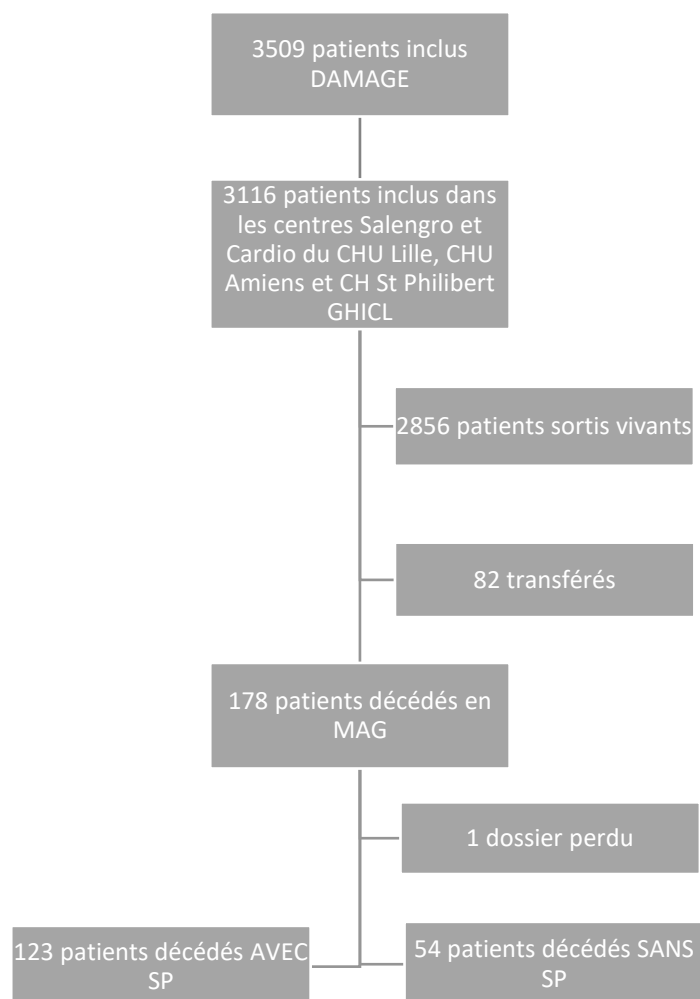 3509 patients inclus
DAMAGE
3116 patients inclus dans
les centres Salengro et
Cardio du CHU Lille, CHU
Amiens et CH St Philibert
GHICL
2856 patients sortis vivants
82 transférés
178 patients décédés en
MAG
1 dossier perdu
123 patients décédés AVEC
SP
54 patients décédés SANS
SP